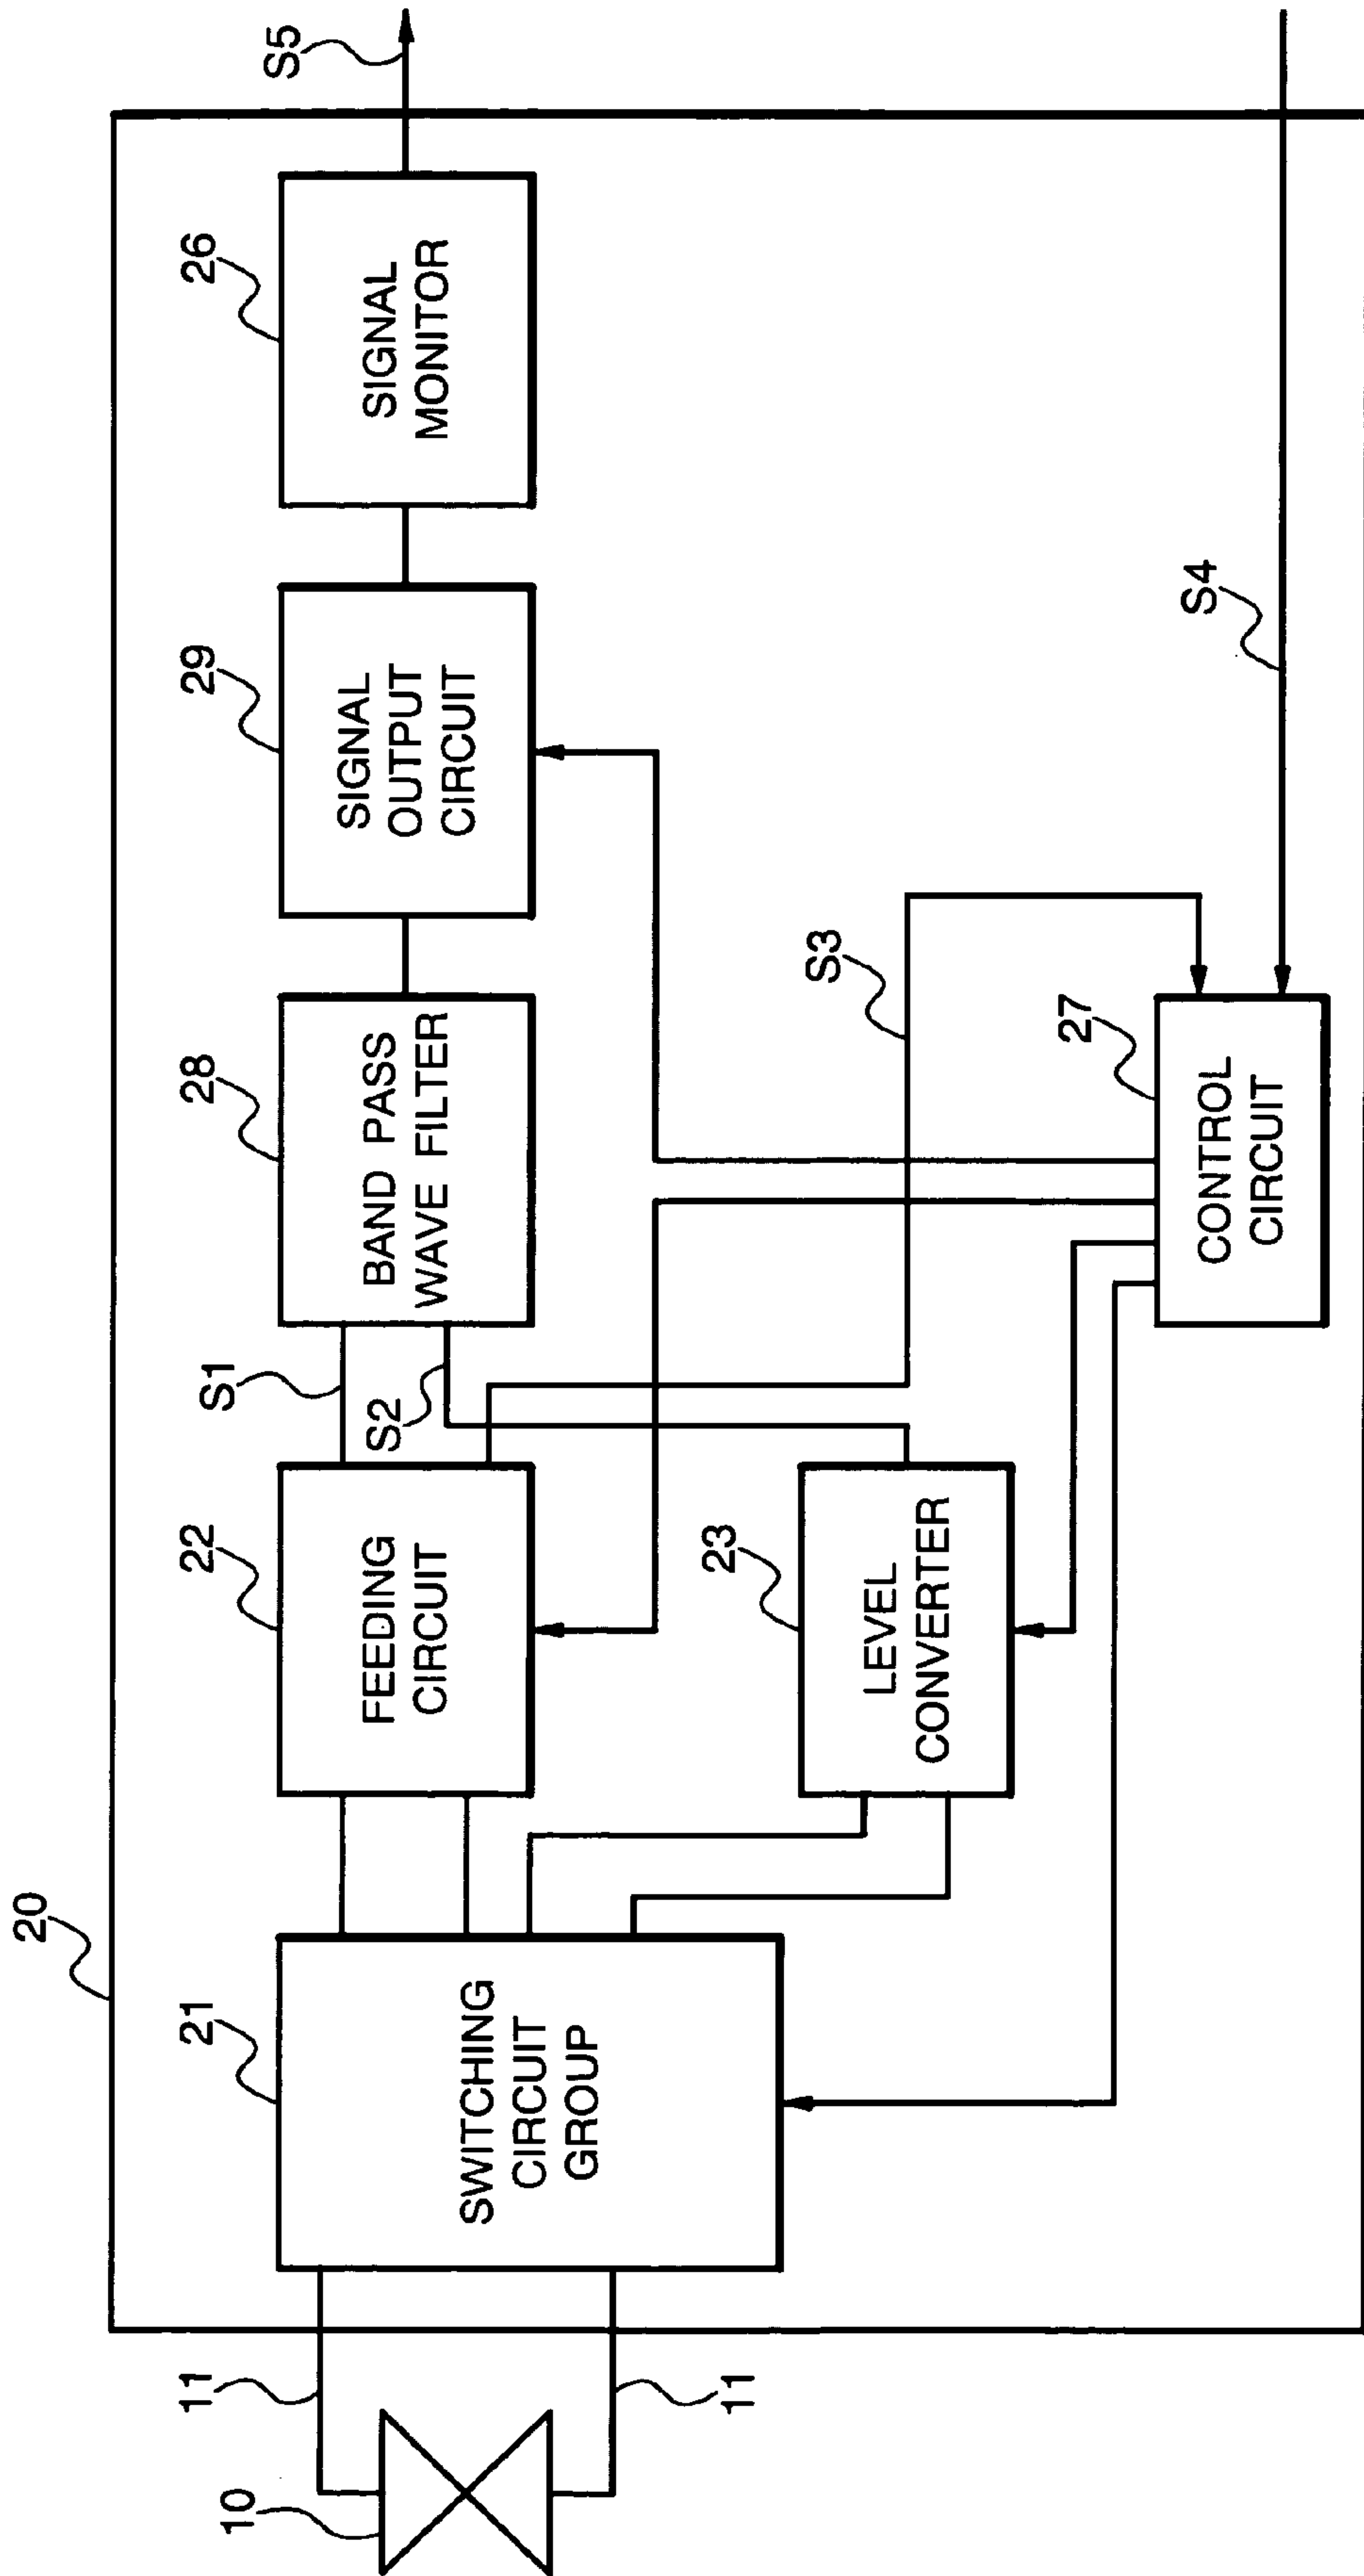 20
21
22
28
29
26
S5
SWITCHING
CIRCUIT
GROUP
FEEDING
CIRCUIT
BAND PASS
WAVE FILTER
SIGNAL
OUTPUT
CIRCUIT
SIGNAL
MONITOR
11
10
11
S1
S2
23
LEVEL
CONVERTER
S3
27
CONTROL
CIRCUIT
S4